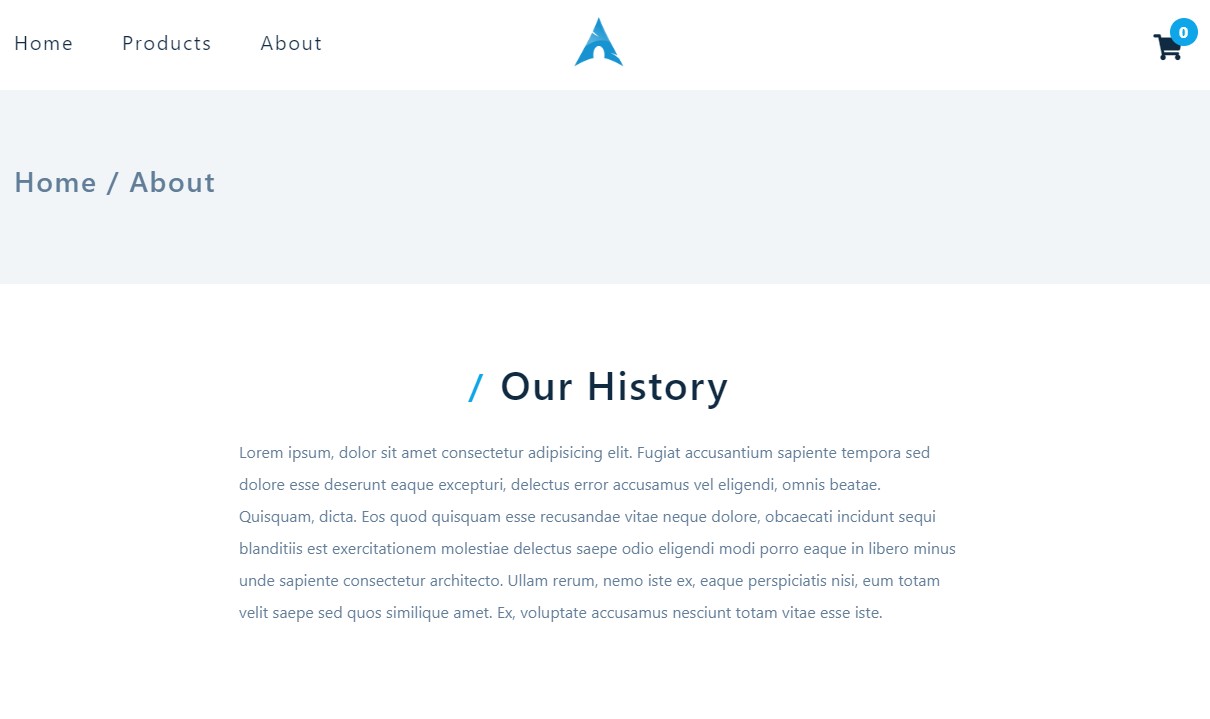 Home Products About
0
Home / About
/ Our History
Lorem ipsum, dolor sit amet consectetur adipisicing elit. Fugiat accusantium sapiente tempora sed
dolore esse deserunt eaque excepturi, delectus error accusamus vel eligendi, omnis beatae.
Quisquam, dicta. Eos quod quisquam esse recusandae vitae neque dolore, obcaecati incidunt sequi
blanditiis est exercitationem molestiae delectus saepe odio eligendi modi porro eaque in libero minus
unde sapiente consectetur architecto. Ullam rerum, nemo iste ex, eaque perspiciatis nisi, eum totam
velit saepe sed quos similique amet. Ex, voluptate accusamus nesciunt totam vitae esse iste.